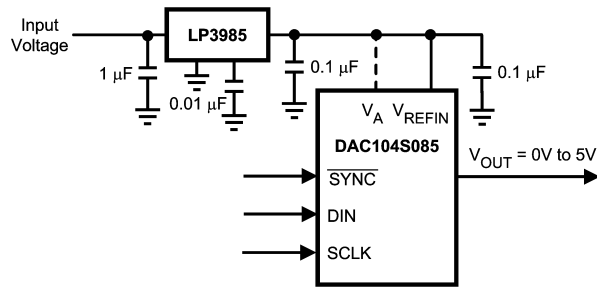 Input
Voltage
LP3985
1 µF
0.01 µF
0.1 µF
0.1 µF
VA VREFIN
DAC104S085
SYNC
DIN
SCLK
VOUT = 0V to 5V